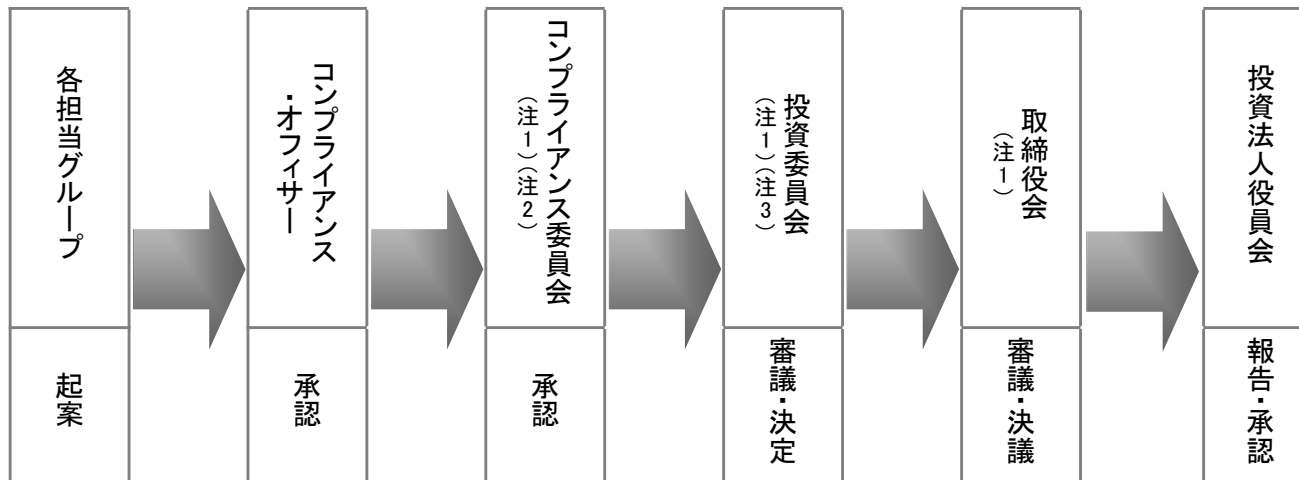 各担当グループ
起案
コンプライアンス
・オフィサー
承認
コンプライアンス委員会
（注１）（注２）
承認
投資委員会
（注１）（注３）
審議・決定
取締役会
（注１）
審議・決議
投資法人役員会
報告・承認